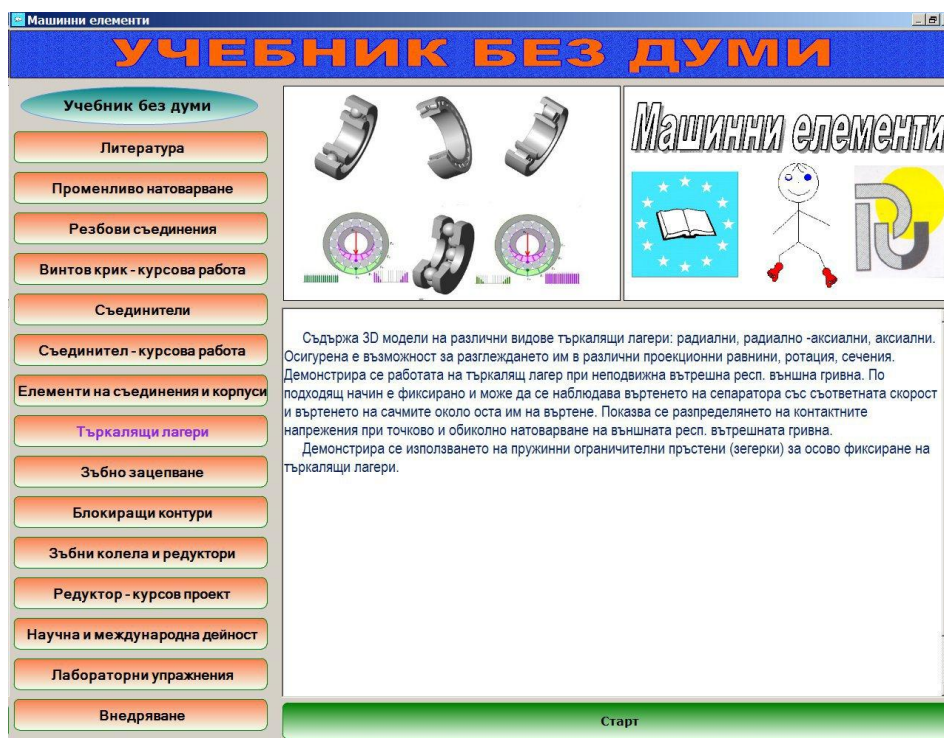 Машинни елементи
УЧЕБНИК БЕЗ ДУМИ
Учебник без думи
Литература
Променливо натоварване
Резбови съединения
Винтов крик - курсова работа
Съединители
Съединител - курсова работа
Елементи на съединения и корпуси
Търкалящи лагери
Зъбно зацепване
Блокиращи контури
Зъбни колела и редуктори
Редуктор - курсов проект
Научна и международна дейност
Лабораторни упражнения
Внедряване
Машинни елементи
Съдържа 3D модели на различни видове търкалящи лагери: радиални, радиално -аксиални, аксиални.
Осигурена е възможност за разглеждането им в различни проекционни равнини, ротация, сечения.
Демонстрира се работата на търкалящ лагер при неподвижна вътрешна респ. външна гривна. По
подходящ начин е фиксирано и може да се наблюдава въртенето на сепаратора със съответната скорост
и въртенето на сачмите около оста им на въртене. Показва се разпределянето на контактните
напрежения при точково и обиколно натоварване на външната респ. вътрешната гривна.
Демонстрира се използването на пружинни ограничителни пръстени (зегерки) за осово фиксиране на
търкалящи лагери.
Старт